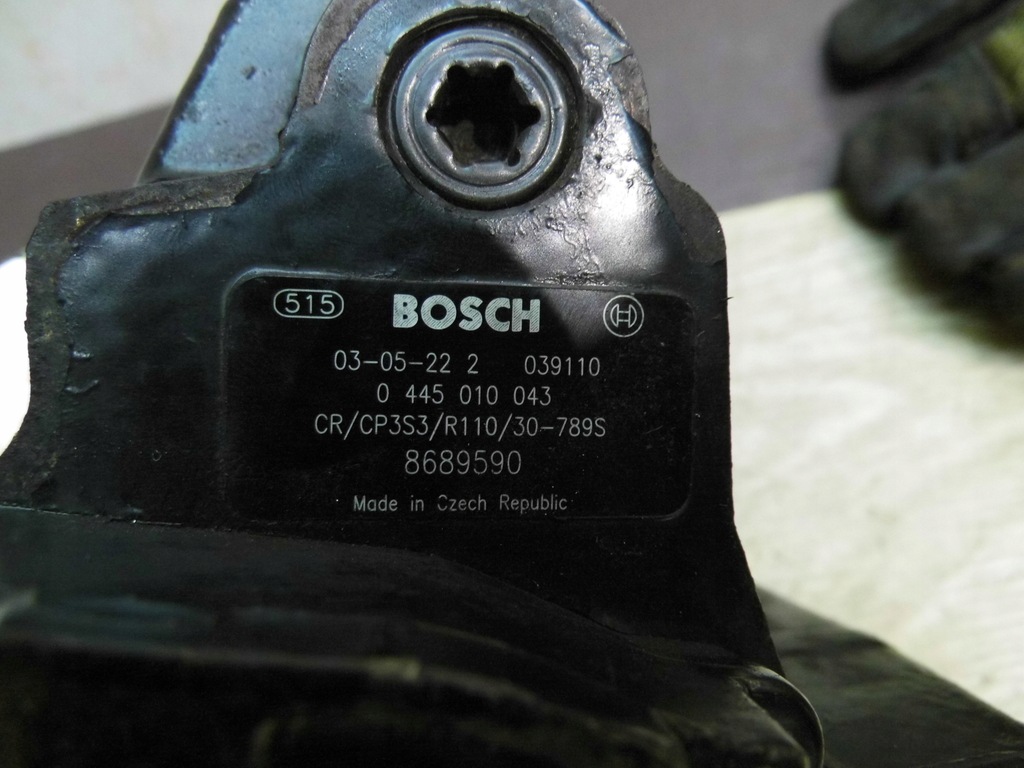 515 BOSCH
03-05-22 2 039110
0 445 010 043
CR/CP3S3/R110/30-789S
8689590
Made in Czech Republic